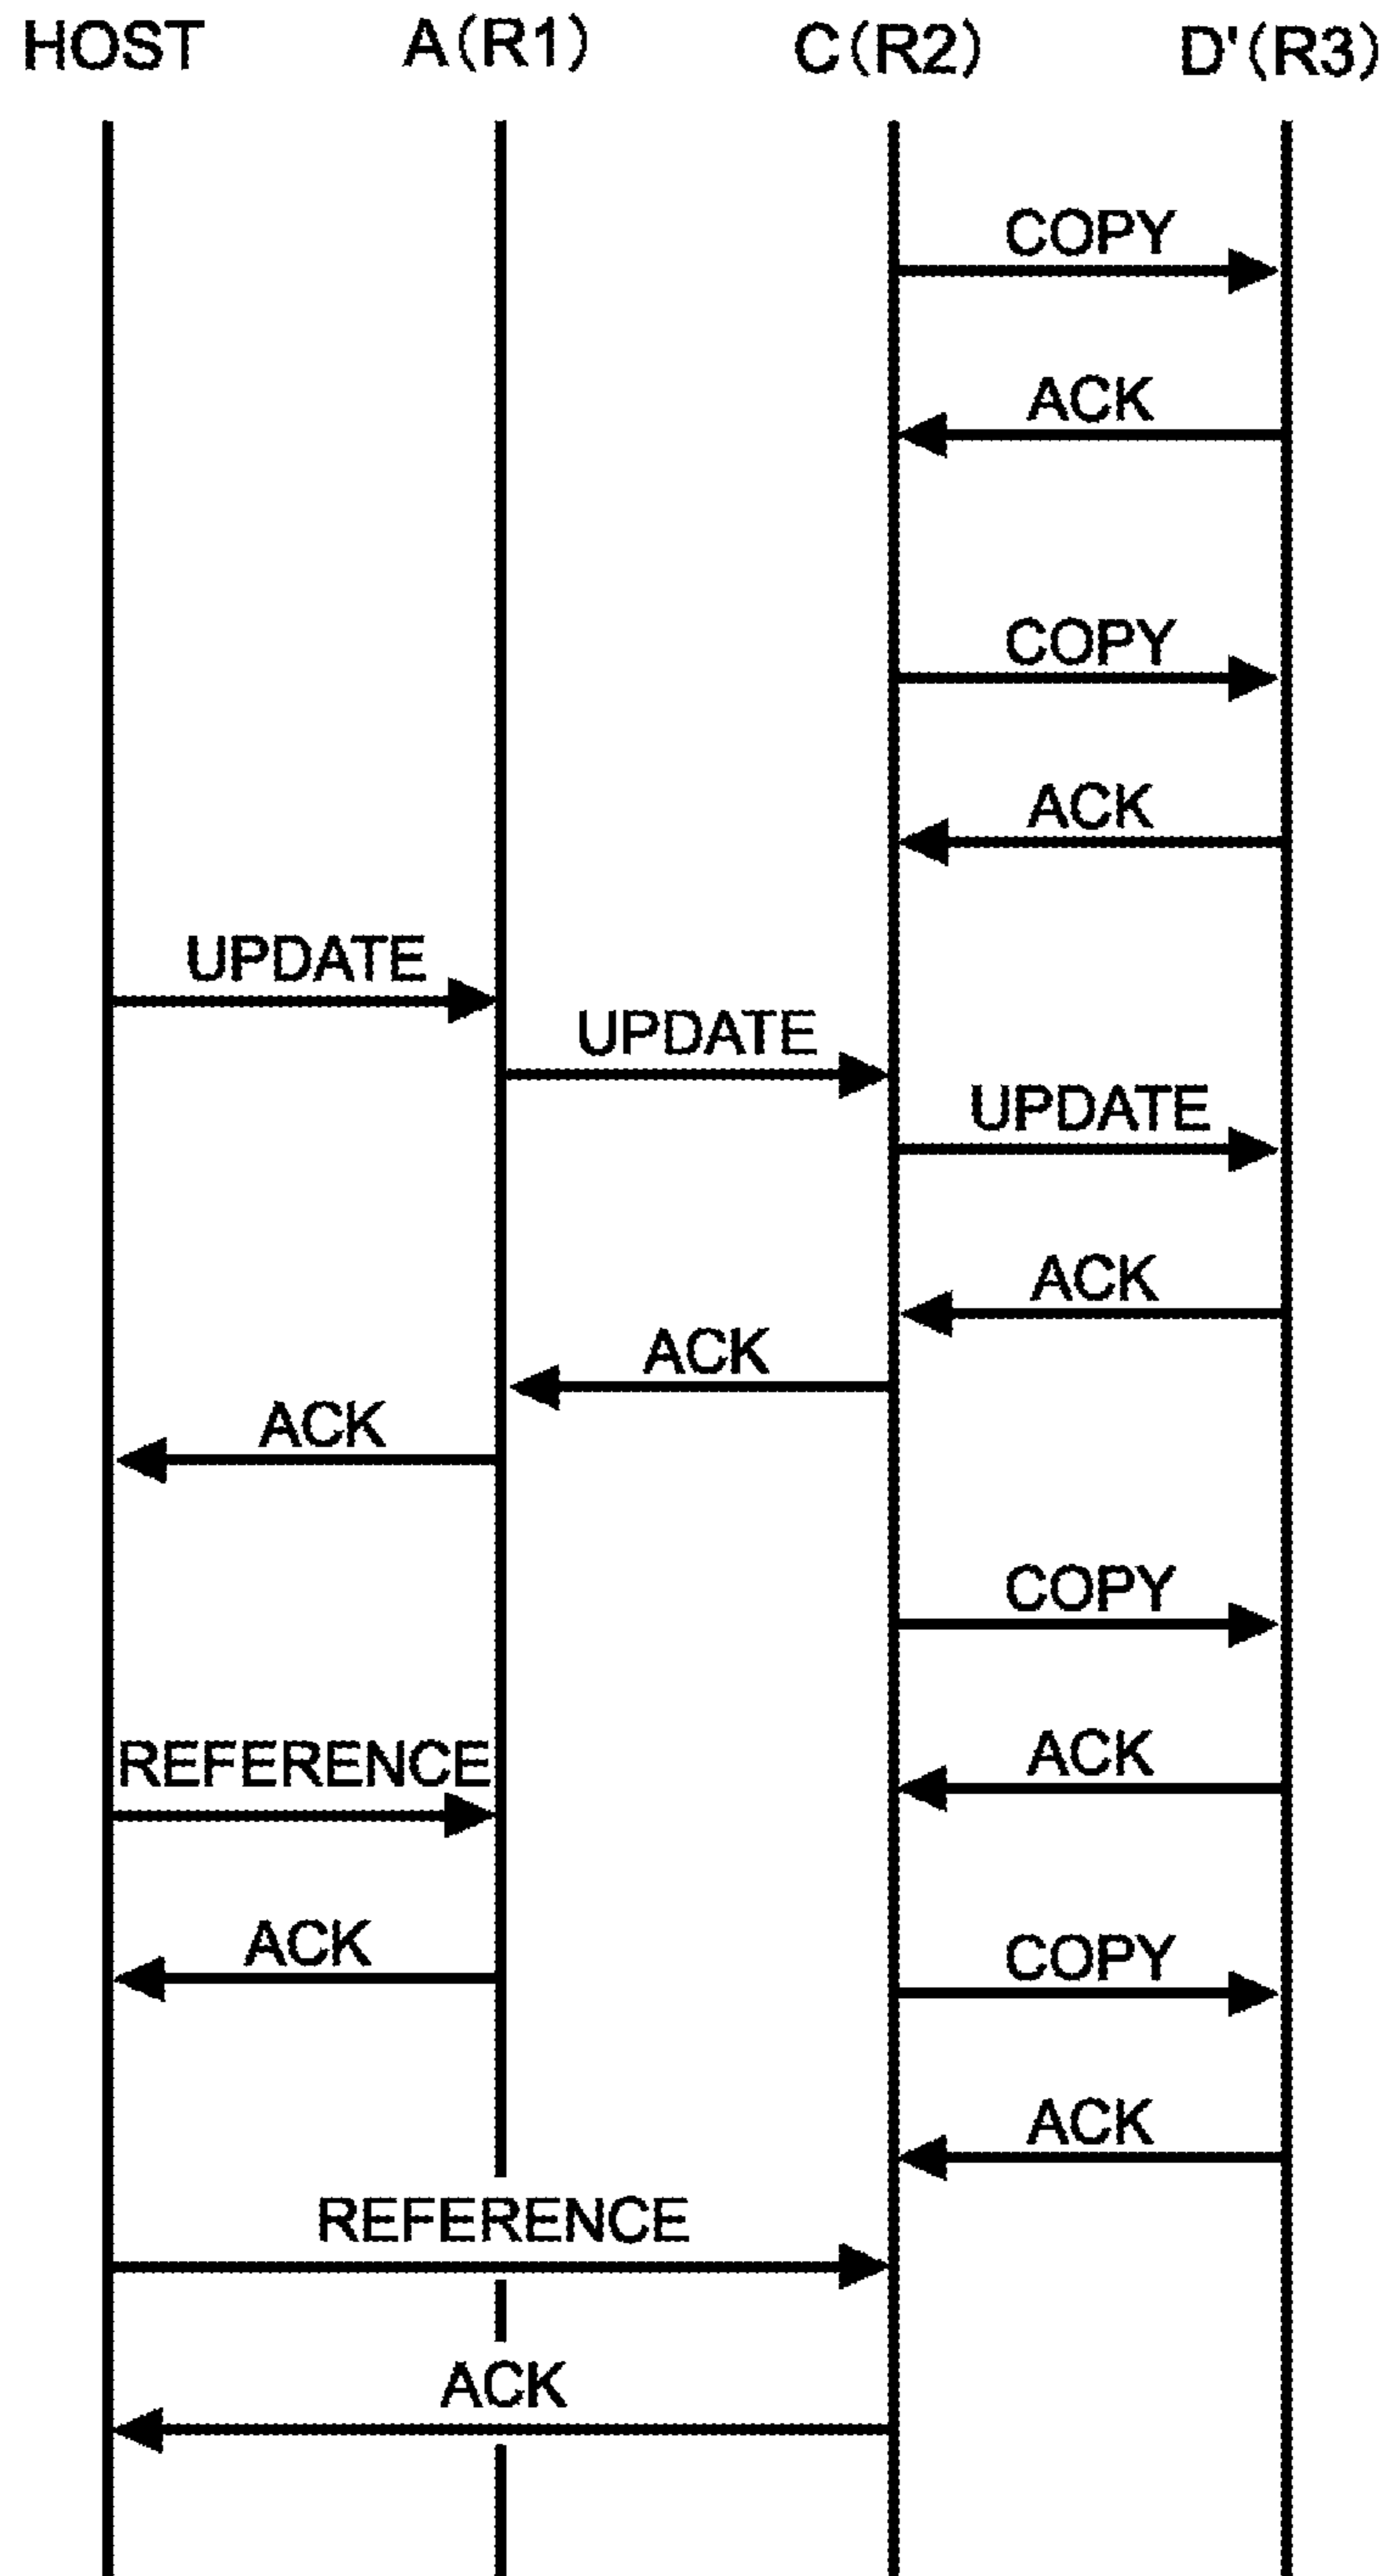 HOST A(R1) C(R2) D'(R3)
COPY
ACK
COPY
ACK
UPDATE
UPDATE
UPDATE
ACK
ACK
ACK
COPY
ACK
REFERENCE
ACK
COPY
ACK
REFERENCE
ACK